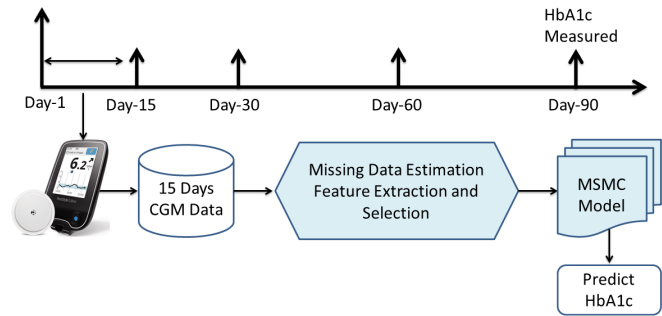 HbA1c
Measured
Day-1
Day-15
Day-30
Day-60
Day-90
6.2
15 Days
CGM Data
Missing Data Estimation
Feature Extraction and
Selection
MSMC
Model
Predict
HbA1c